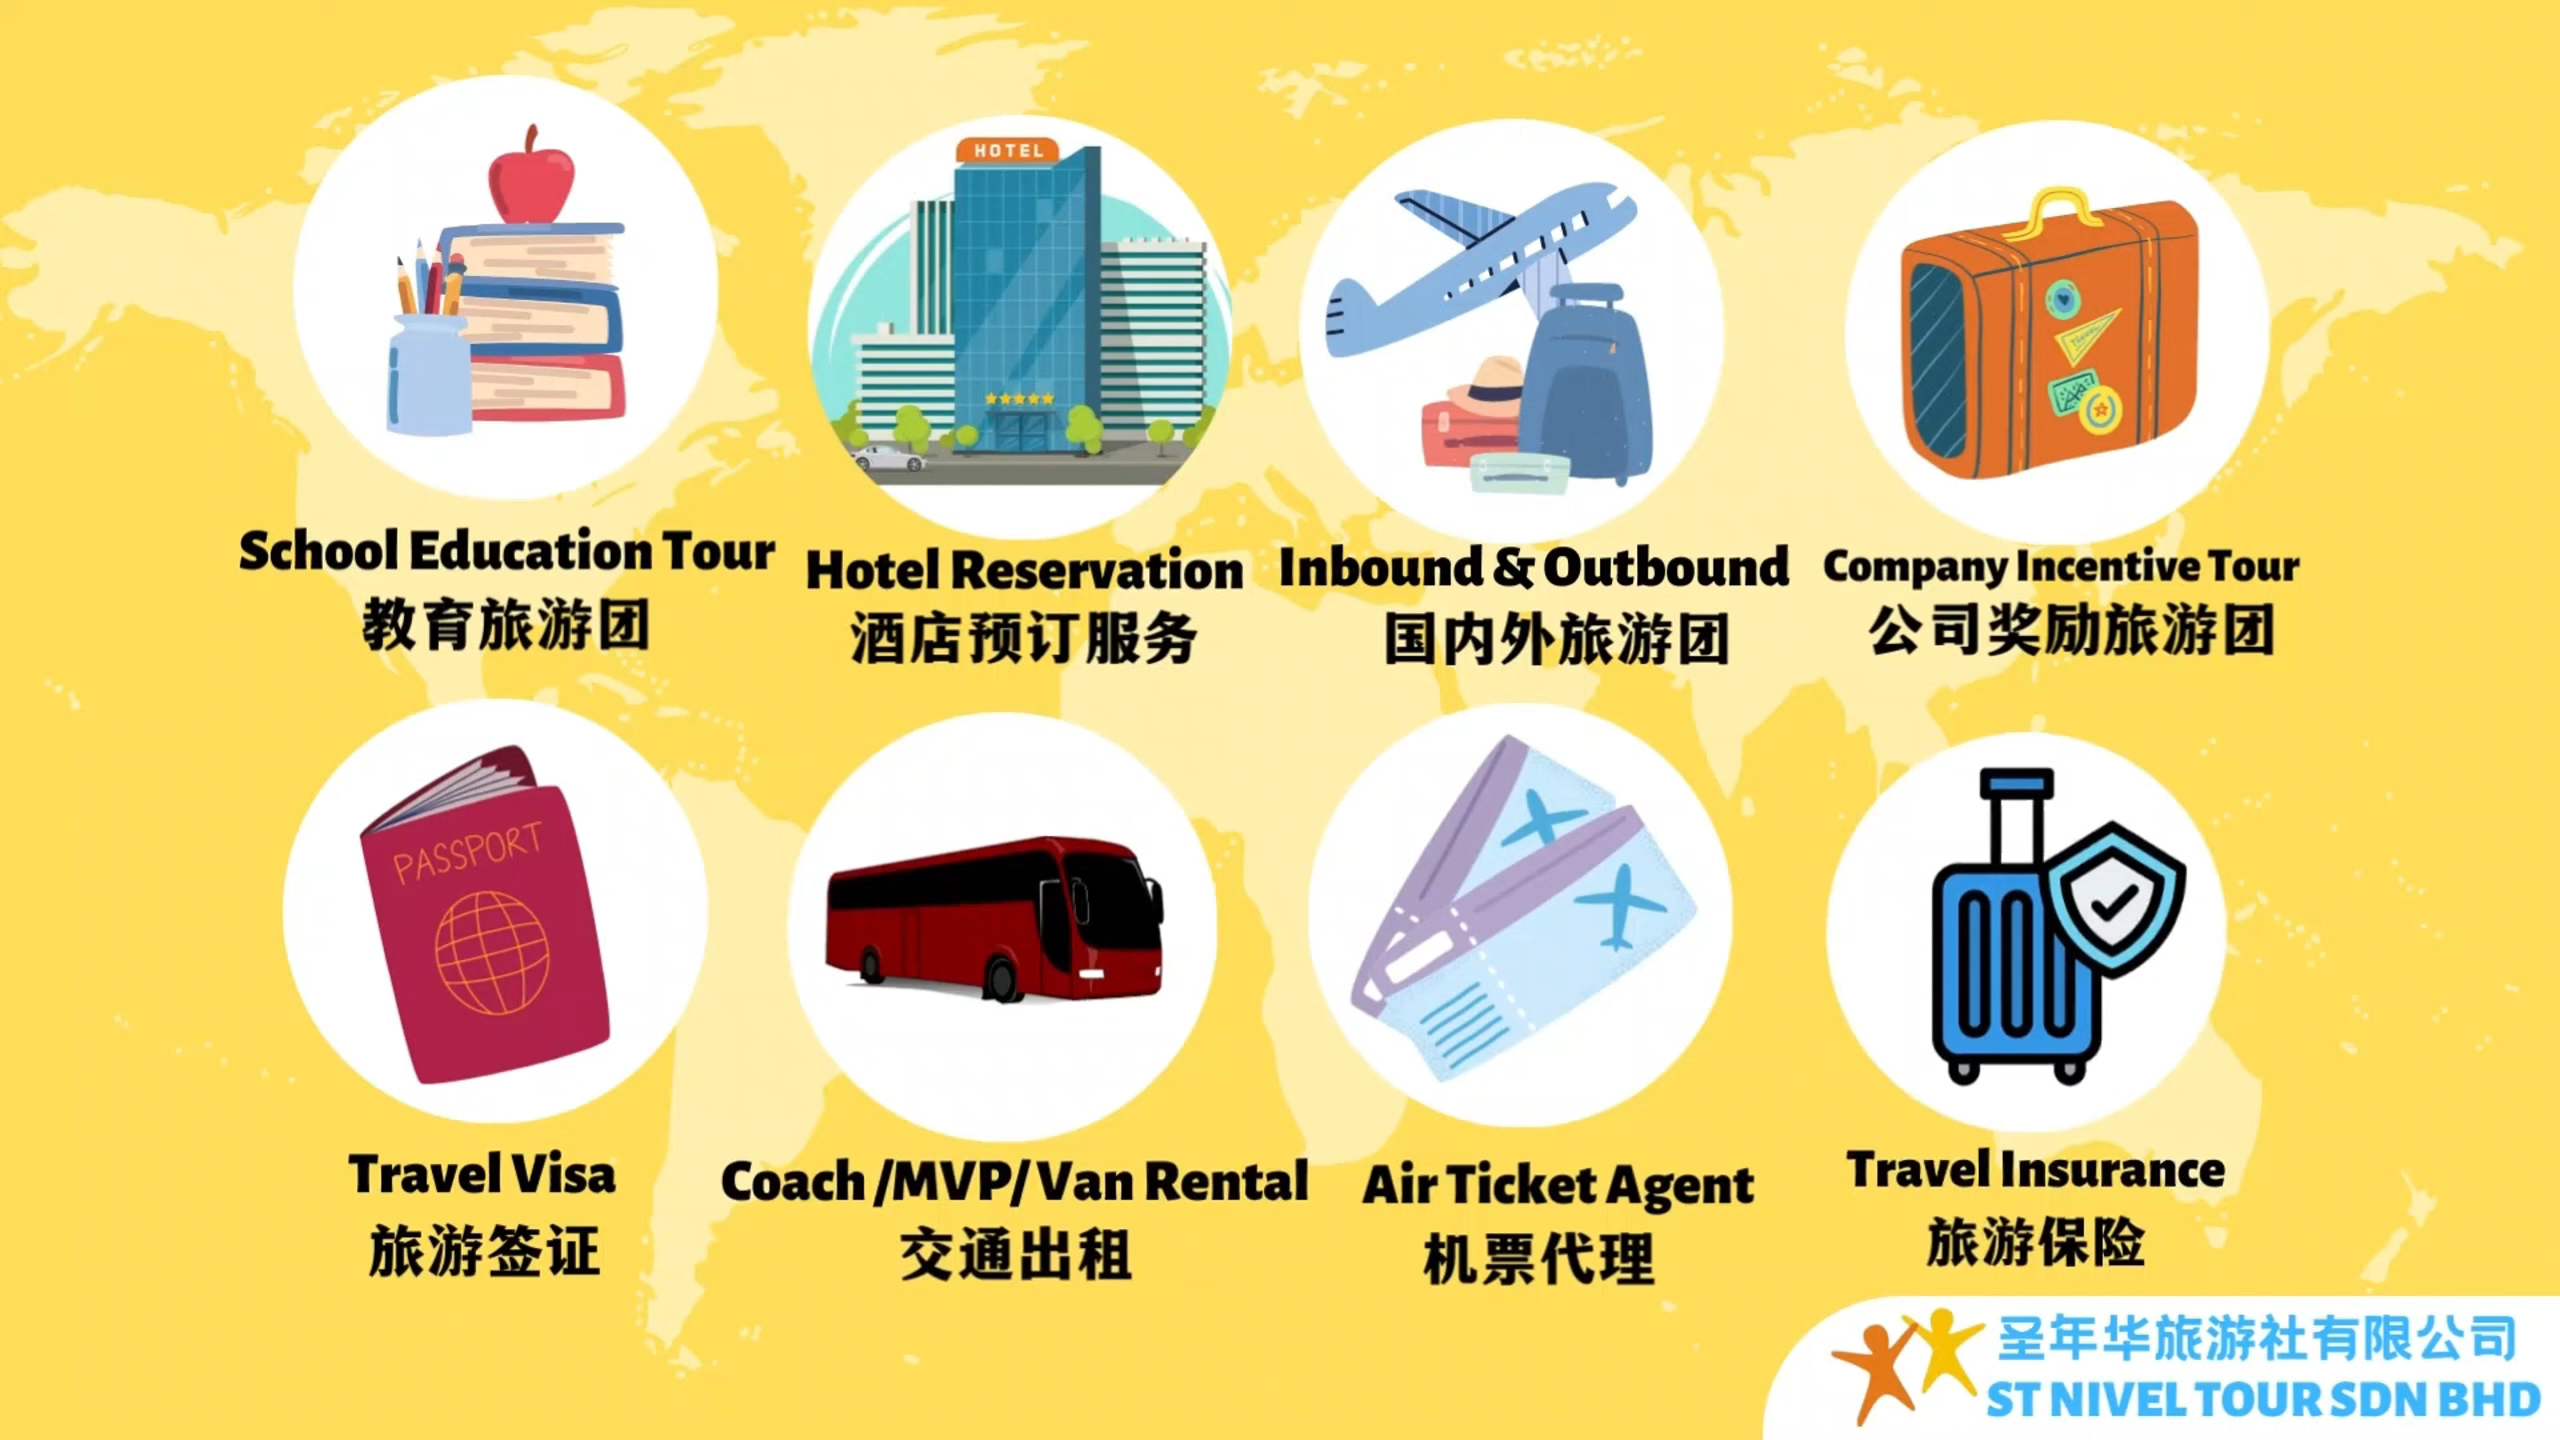 HOTEL
School Education Tour
教育旅游团
Hotel Reservation
酒店预订服务
Inbound & Outbound
国内外旅游团
Company Incentive Tour
公司奖励旅游团
PASSPORT
Travel Visa
旅游签证
Coach /MVP/ Van Rental
交通出租
Air Ticket Agent
机票代理
Travel Insurance
旅游保险
圣年华旅游社有限公司
ST NIVEL TOUR SDN BHD